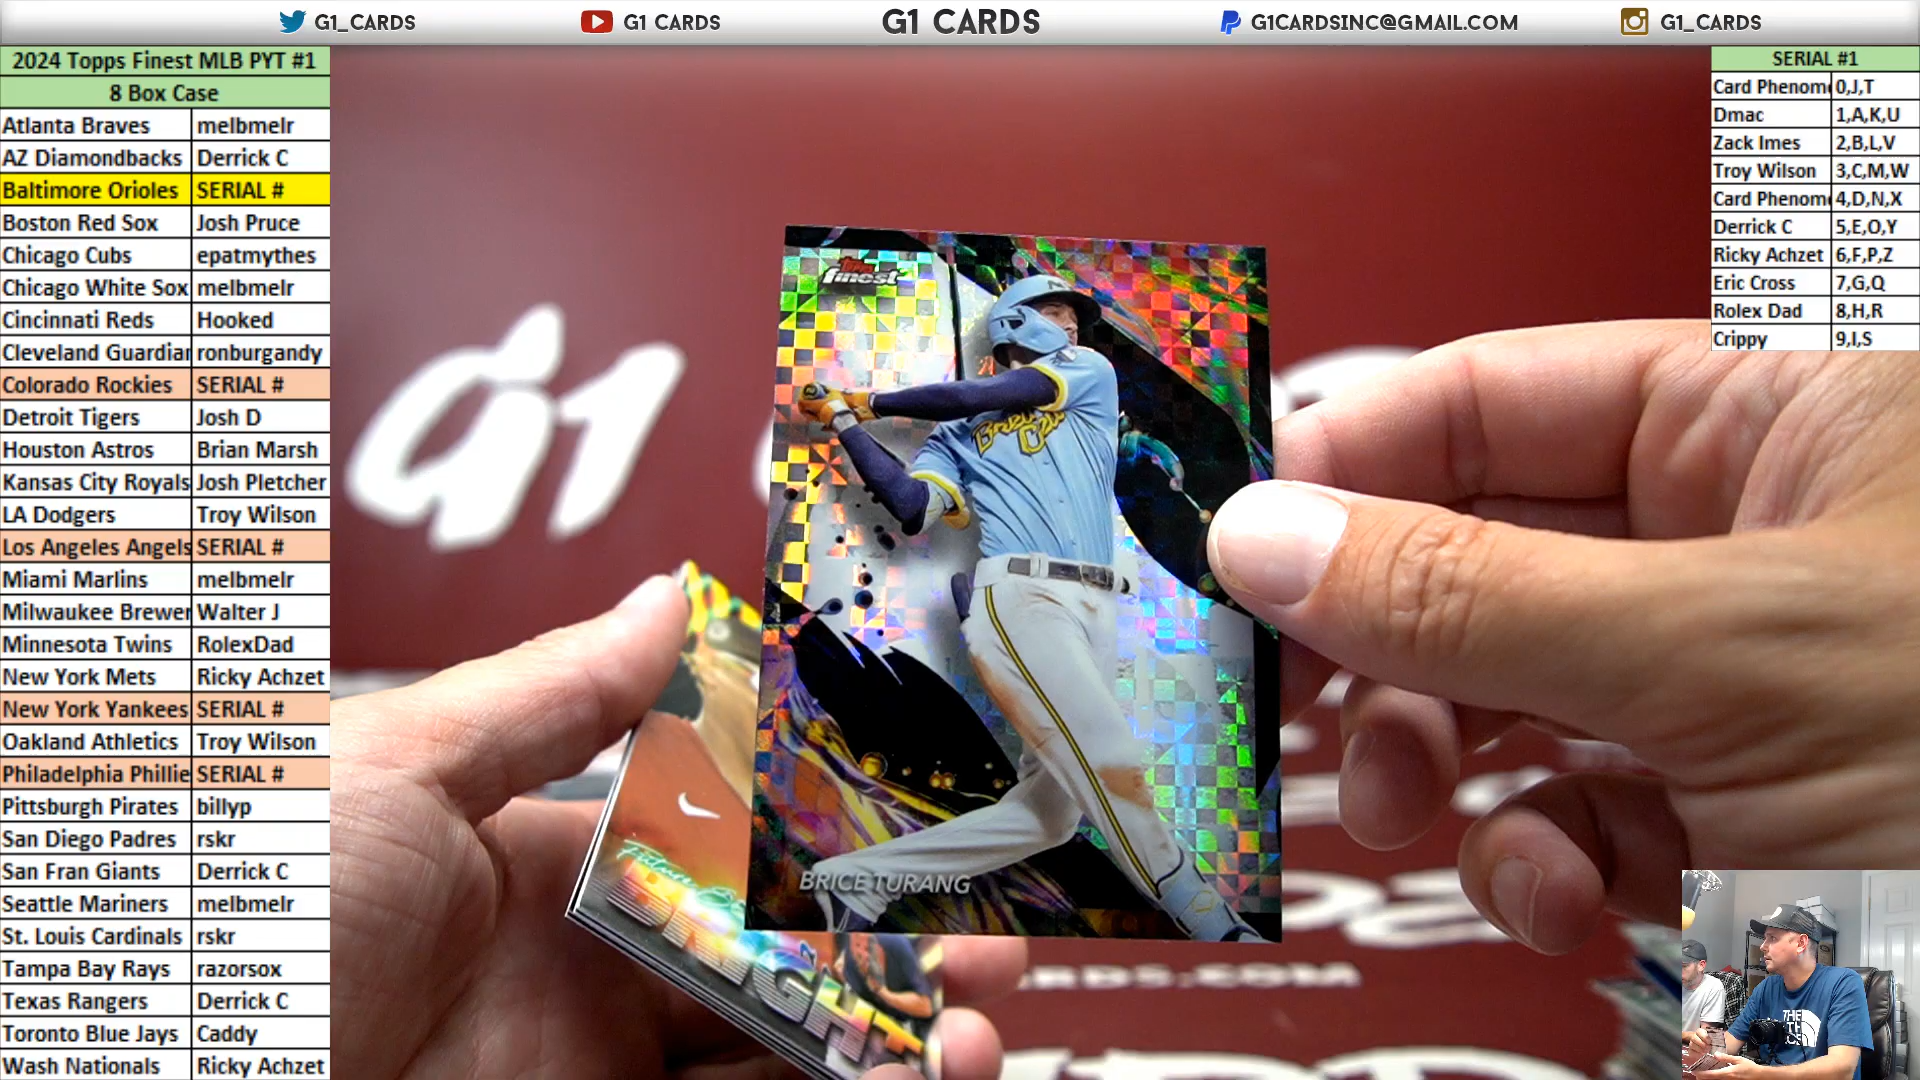 G1_CARDS
G1 CARDS
G1 CARDS
G1CARDSINC@GMAIL.COM
G1_CARDS
2024 Topps Finest MLB PYT #1
8 Box Case
Atlanta Braves melbmelr
AZ Diamondbacks Derrick C
Baltimore Orioles SERIAL #
Boston Red Sox Josh Pruce
Chicago Cubs epatmythes
Chicago White Sox melbmelr
Cincinnati Reds Hooked
Cleveland Guardian ronburgandy
Colorado Rockies SERIAL #
Detroit Tigers Josh D
Houston Astros Brian Marsh
Kansas City Royals Josh Pletcher
LA Dodgers Troy Wilson
Los Angeles Angels SERIAL #
Miami Marlins melbmelr
Milwaukee Brewer Walter J
Minnesota Twins RolexDad
New York Mets Ricky Achzet
New York Yankees SERIAL #
Oakland Athletics Troy Wilson
Philadelphia Phillie SERIAL #
Pittsburgh Pirates billyp
San Diego Padres rskr
San Fran Giants Derrick C
Seattle Mariners melbmelr
St. Louis Cardinals rskr
Tampa Bay Rays razorsox
Texas Rangers Derrick C
Toronto Blue Jays Caddy
Wash Nationals Ricky Achzet
SERIAL #1
Card Phenom 0,J,T
Dmac 1,A,K,U
Zack Imes 2,B,L,V
Troy Wilson 3,C,M,W
Card Phenom 4,D,N,X
Derrick C 5,E,O,Y
Ricky Achzet 6,F,P,Z
Eric Cross 7,G,Q
Rolex Dad 8,H,R
Crippy 9,I,S
G1
Topps
finest
BRICE TURANG
BRIGHT
ARDS.COM